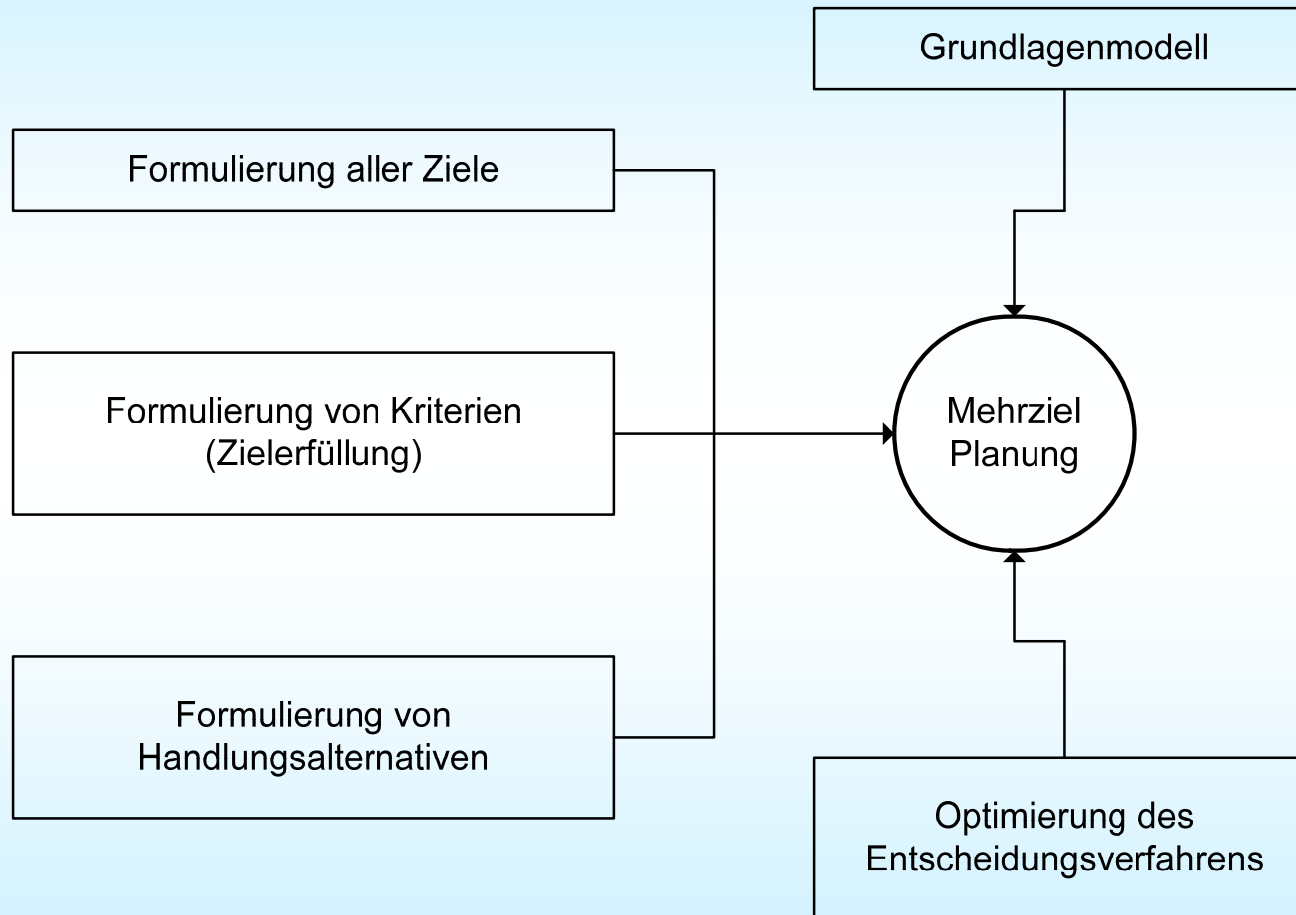 Grundlagenmodell
Formulierung aller Ziele
Formulierung von Kriterien
(Zielerfüllung)
Mehrziel
Planung
Formulierung von
Handlungsalternativen
Optimierung des
Entscheidungsverfahrens